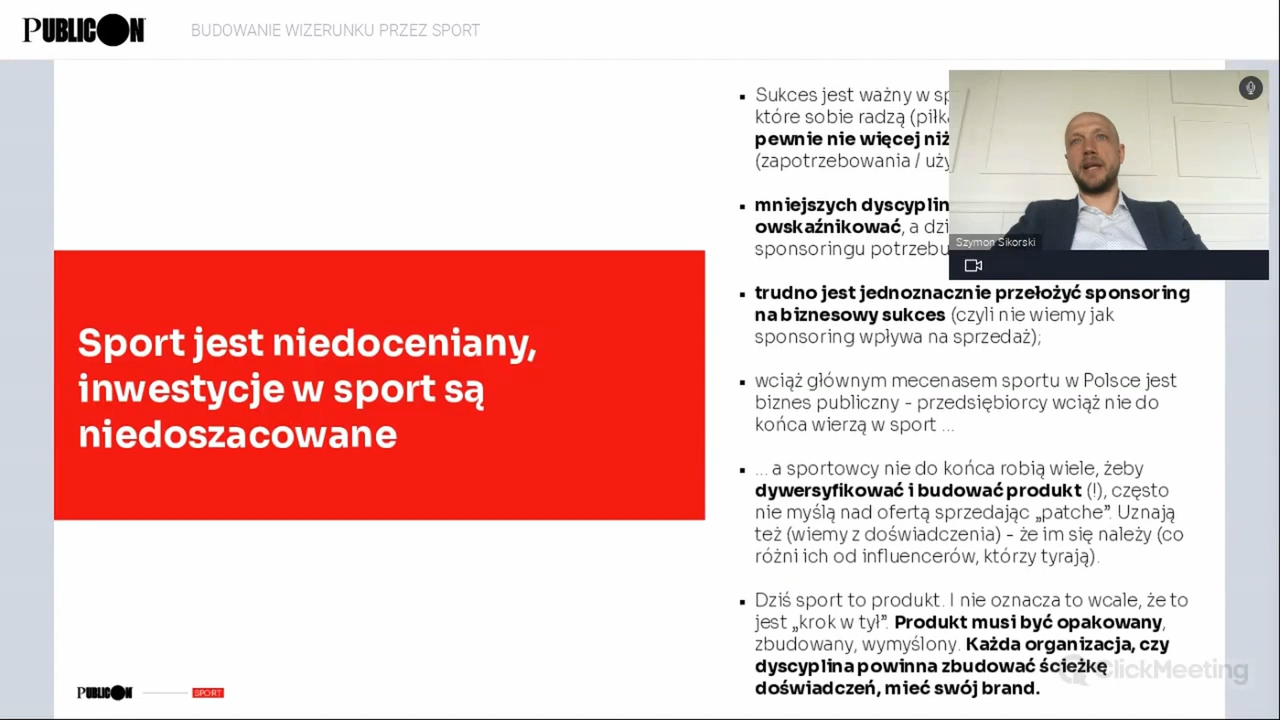 PUBLICON
BUDOWANIE WIZERUNKU PRZEZ SPORT
Sport jest niedoceniany,
inwestycje w sport są
niedoszacowane
▪ Sukces jest ważny w
które sobie radzą
pewnie nie więcej niż
(zapotrzebowania /
▪ mniejszych dyscyplin
owskaźnikować, a
sponsoringu
▪ trudno jest jednoznacznie przełożyć sponsoring
na biznesowy sukces (czyli nie wiemy jak
sponsoring wpływa na sprzedaż);
▪ wciąż głównym mecenasem sportu w Polsce jest
biznes publiczny - przedsiębiorcy wciąż nie do
końca wierzą w sport ...
▪ ... a sportowcy nie do końca robią wiele, żeby
dywersyfikować i budować produkt (!), często
nie myślą nad ofertą sprzedając „patche”. Uznają
też (wiemy z doświadczenia) - że im się należy (co
różni ich od influencerów, którzy tyrają).
▪ Dziś sport to produkt. I nie oznacza to wcale, że to
jest „krok w tył”. Produkt musi być opakowany,
zbudowany, wymyślony. Każda organizacja, czy
dyscyplina powinna zbudować ścieżkę
doświadczeń, mieć swój brand.
Szymon Sikorski
PUBLICON
SPORT
ClickMeeting